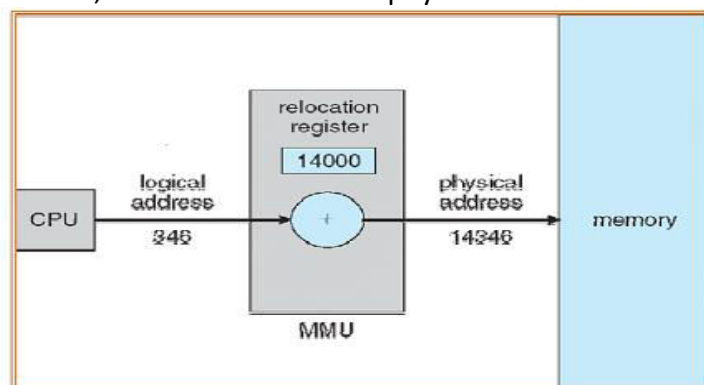 relocation
register
14000
logical
address
346
physical
address
14346
CPU
memory
MMU